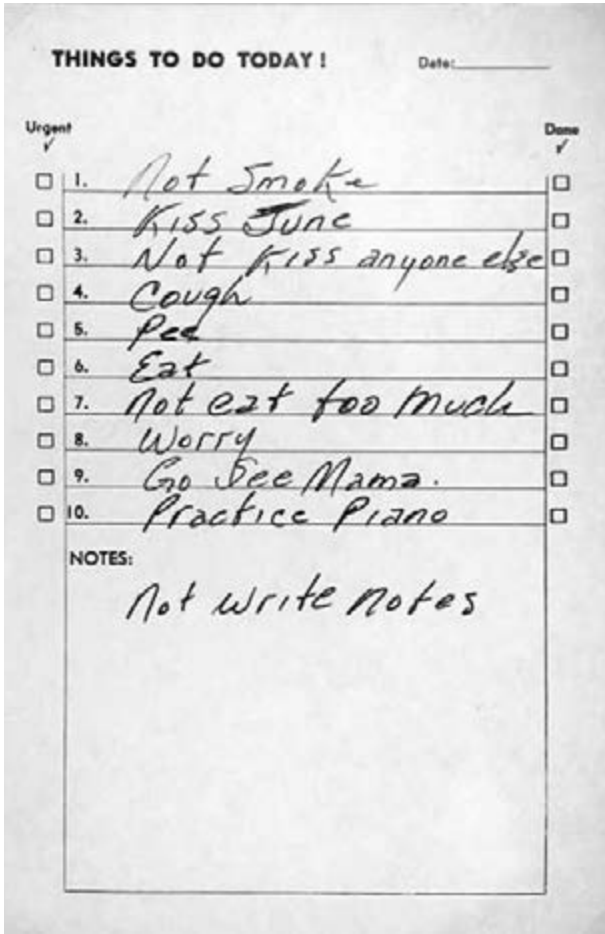 THINGS TO DO TODAY! Date:
Urgent Done
1. Not Smoke
2. Kiss June
3. Not Kiss anyone else
4. Cough
5. Pee
6. Eat
7. Not eat too much
8. Worry
9. Go See Mama.
10. Practice Piano
NOTES:
Not write notes